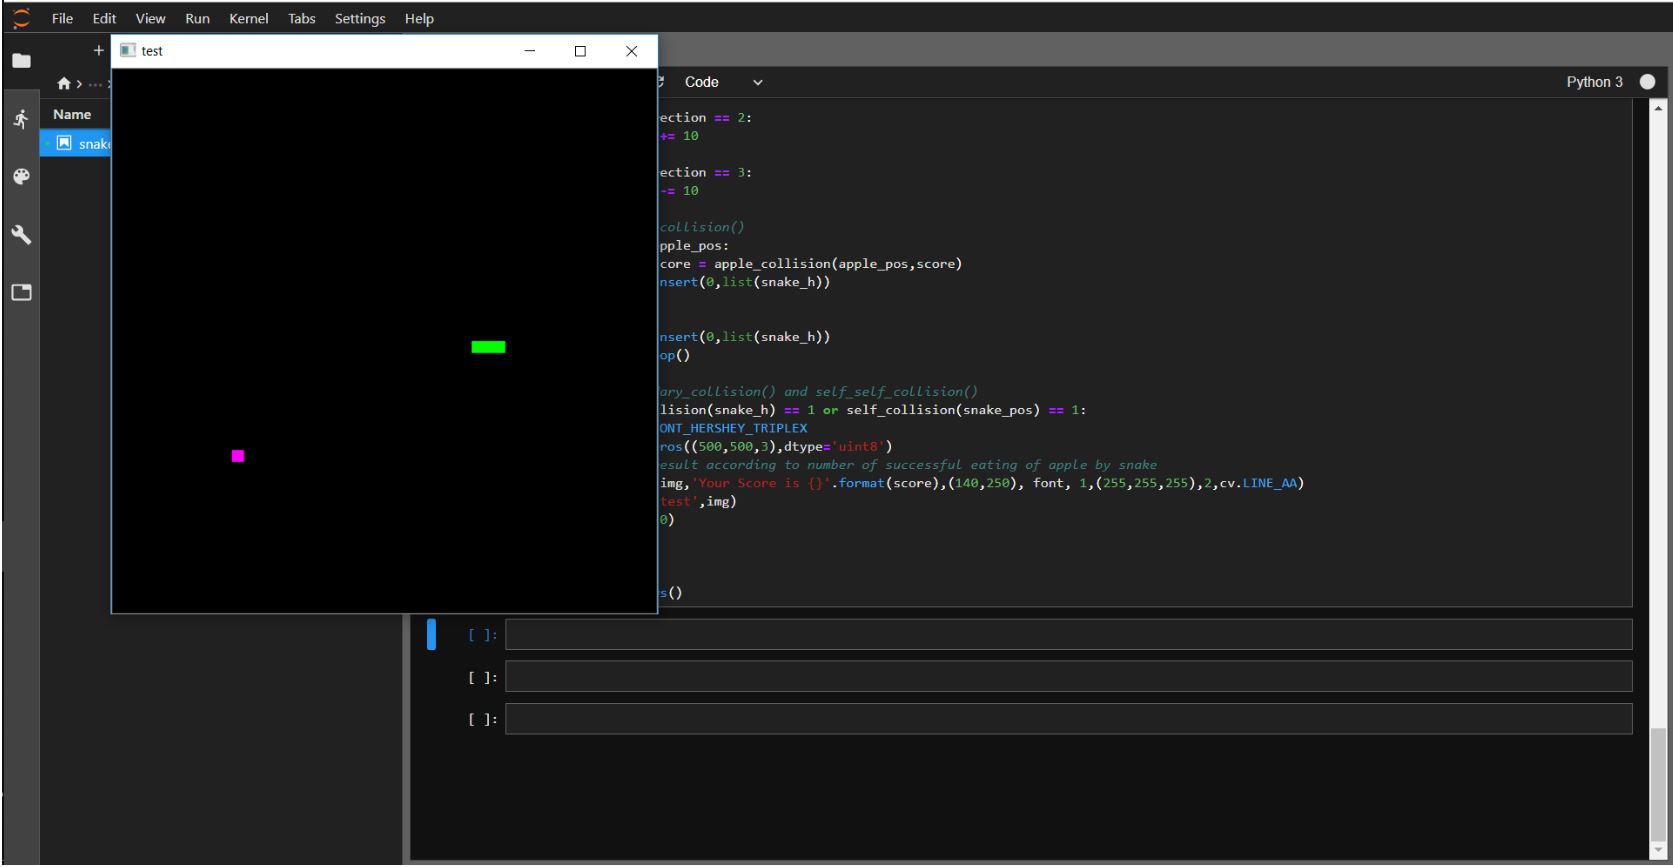 File Edit View Run Kernel Tabs Settings Help
test
Code
Python 3
Name
snake
ection == 2:
+= 10
ection == 3:
-= 10
collision()
pple_pos:
core = apple_collision(apple_pos,score)
nsert(0,list(snake_h))
nsert(0,list(snake_h))
op()
dary_collision() and self_self_collision()
lision(snake_h) == 1 or self_collision(snake_pos) == 1:
ONT_HERSHEY_TRIPLEX
ros((500,500,3),dtype='uint8')
esult according to number of successful eating of apple by snake
img,'Your Score is {}'.format(score),(140,250), font, 1,(255,255,255),2,cv.LINE_AA)
test',img)
0)
s()
[ ]:
[ ]:
[ ]: